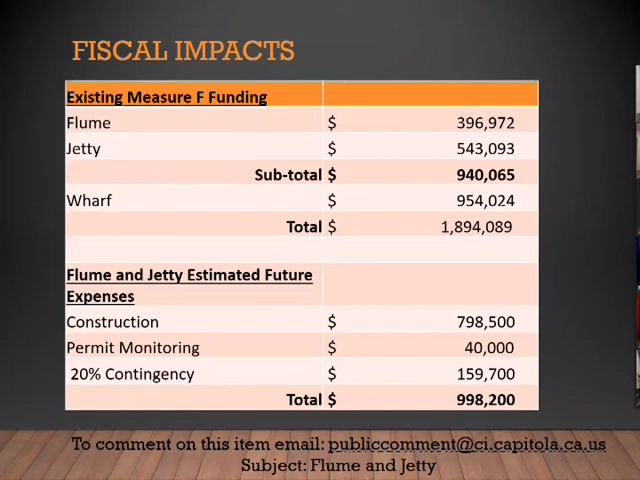 FISCAL IMPACTS
Existing Measure F Funding
Flume $ 396,972
Jetty $ 543,093
Sub-total $ 940,065
Wharf $ 954,024
Total $ 1,894,089
Flume and Jetty Estimated Future
Expenses
Construction $ 798,500
Permit Monitoring $ 40,000
20% Contingency $ 159,700
Total $ 998,200
To comment on this item email: publiccomment@ci.capitola.ca.us
Subject: Flume and Jetty